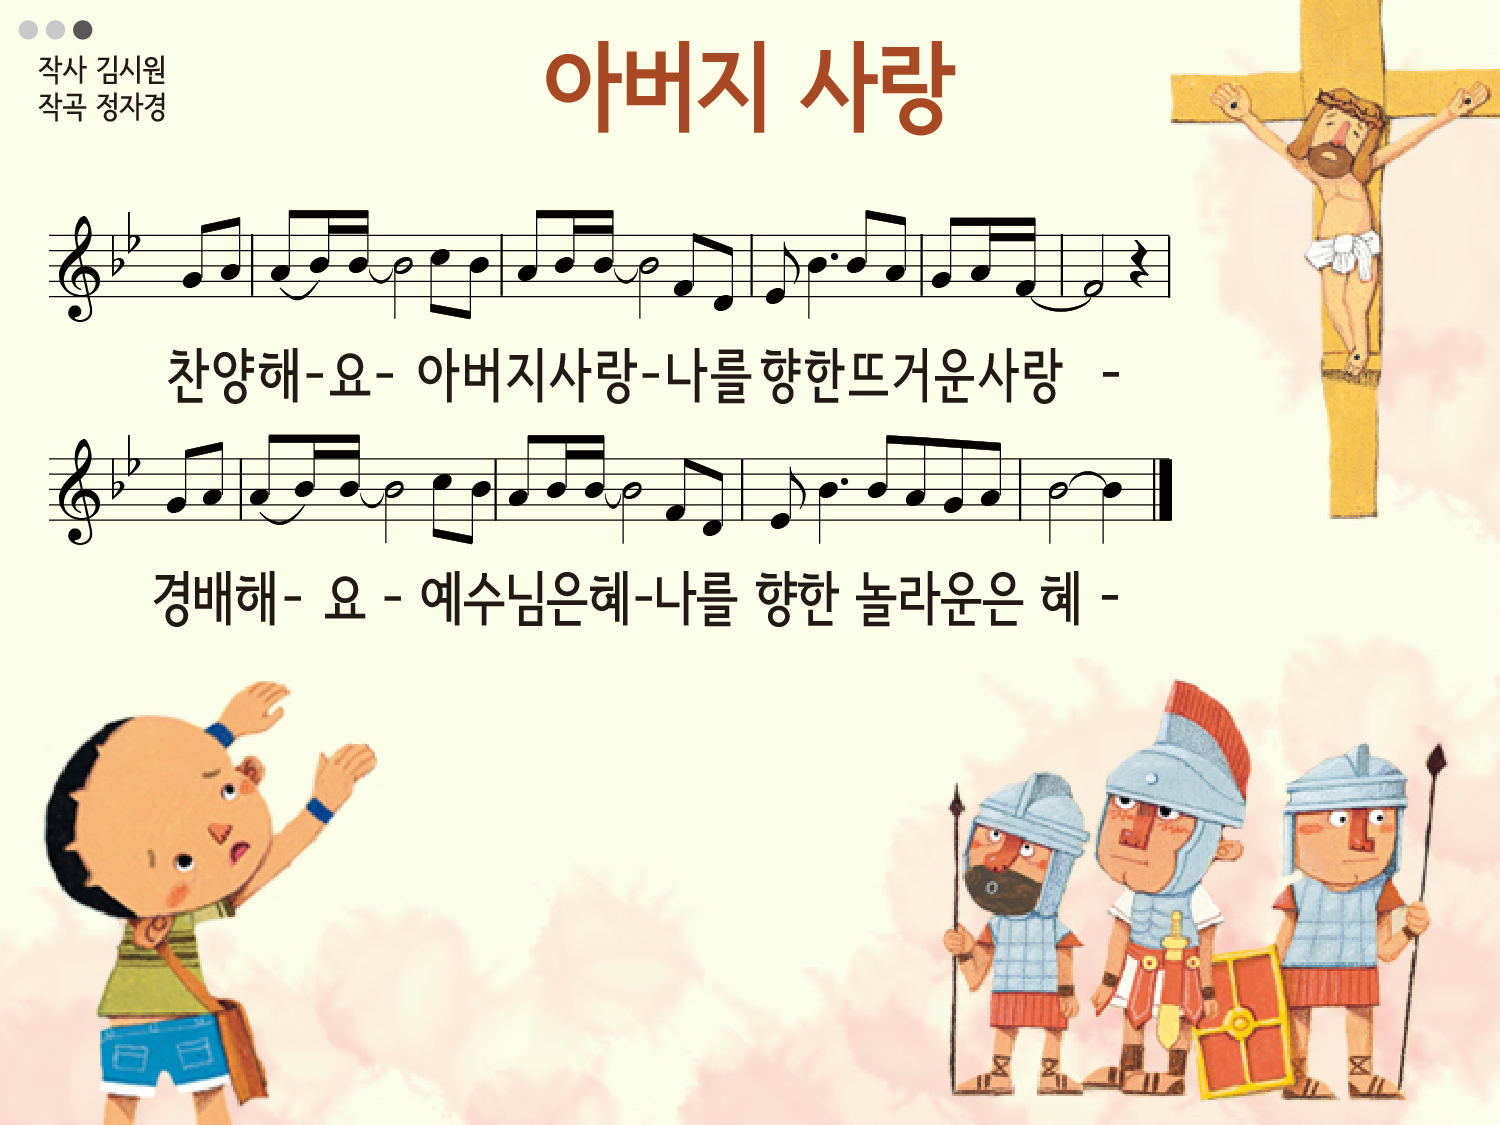 작사 김시원
작곡 정자경
아버지 사랑
찬양해-요- 아버지사랑-나를향한뜨거운사랑 -
경배해- 요 - 예수님은혜-나를 향한 놀라운은 혜 -